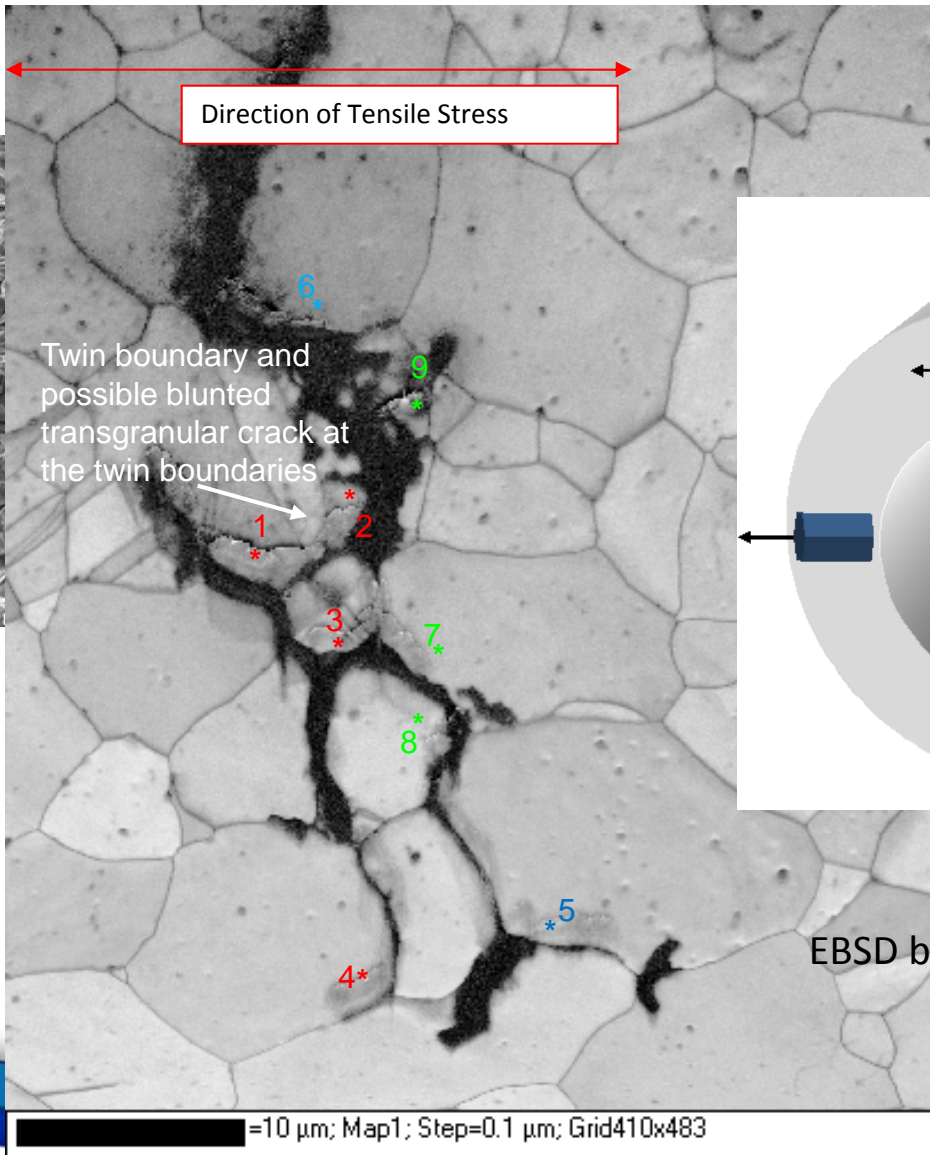 Direction of Tensile Stress
6
9
Twin boundary and
possible blunted
transgranular crack at
the twin boundaries
*
*
*
1
*
2
*
3
*
7
*
*
8
5
*
4*
EBSD b
=10 µm; Map1; Step=0.1 µm; Grid410x483